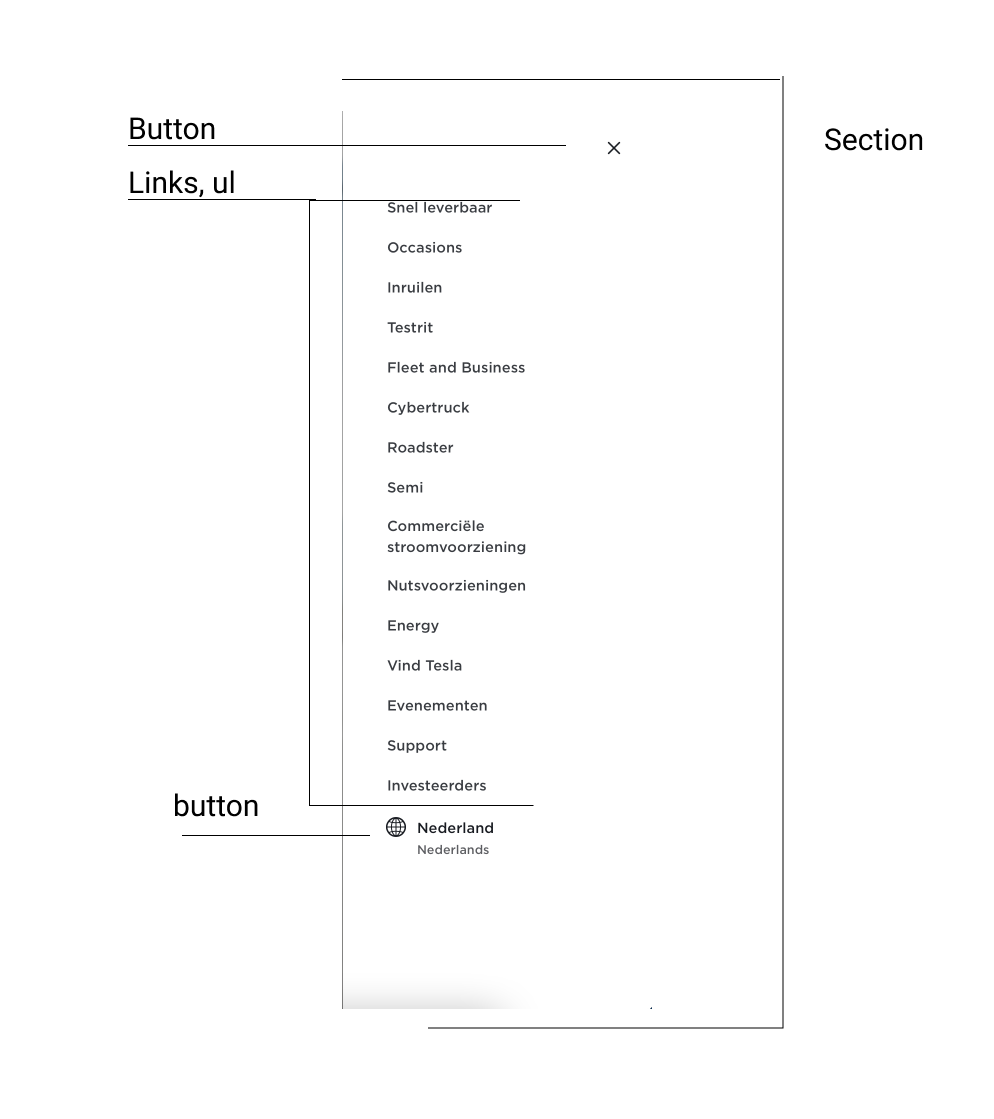 Button
Section
Links, ul
Snel leverbaar
Occasions
Inruilen
Testrit
Fleet and Business
Cybertruck
Roadster
Semi
Commerciële
stroomvoorziening
Nutsvoorzieningen
Energy
Vind Tesla
Evenementen
Support
Investeerders
button
Nederland
Nederlands